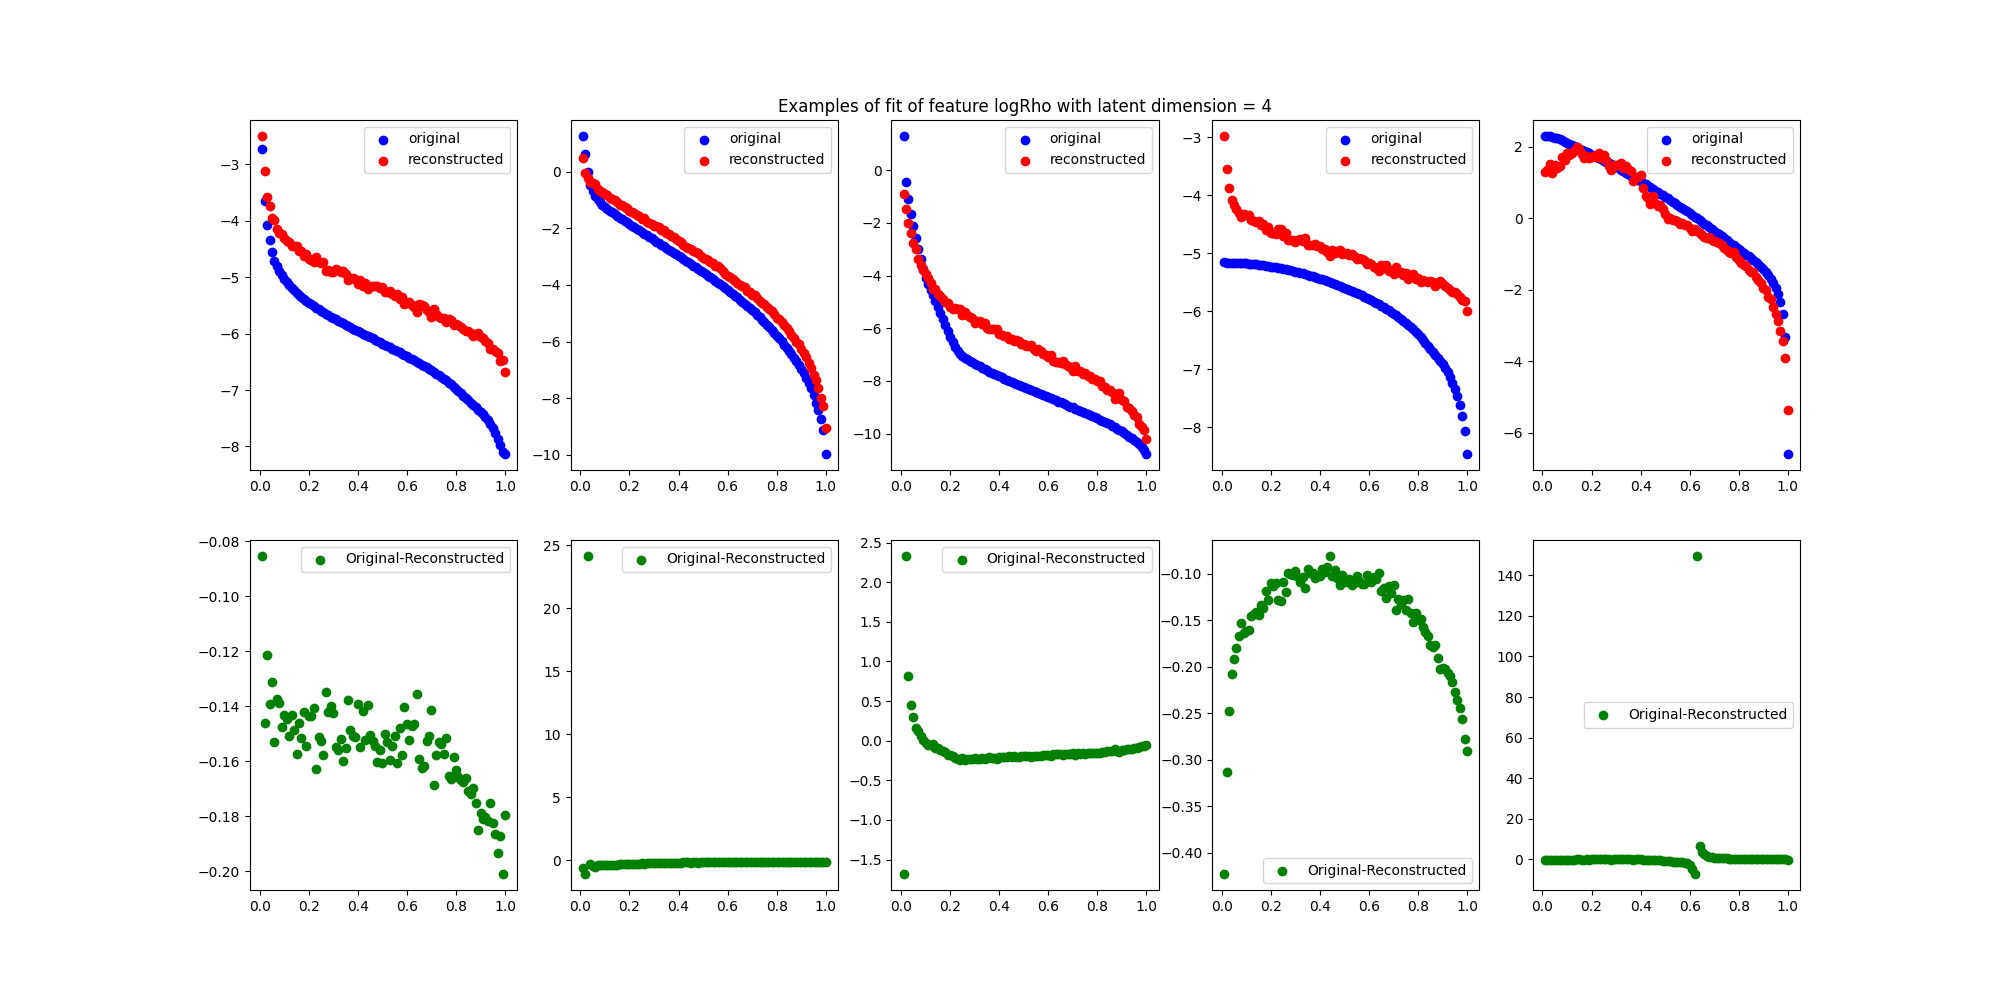 Examples of fit of feature logRho with latent dimension = 4
original
reconstructed
−3
−4
−5
−6
−7
−8
0.0 0.2 0.4 0.6 0.8 1.0
original
reconstructed
0
−2
−4
−6
−8
−10
0.0 0.2 0.4 0.6 0.8 1.0
original
reconstructed
0
−2
−4
−6
−8
−10
0.0 0.2 0.4 0.6 0.8 1.0
original
reconstructed
−3
−4
−5
−6
−7
−8
0.0 0.2 0.4 0.6 0.8 1.0
original
reconstructed
2
0
−2
−4
−6
0.0 0.2 0.4 0.6 0.8 1.0
Original-Reconstructed
−0.08
−0.10
−0.12
−0.14
−0.16
−0.18
−0.20
0.0 0.2 0.4 0.6 0.8 1.0
Original-Reconstructed
25
20
15
10
5
0
0.0 0.2 0.4 0.6 0.8 1.0
Original-Reconstructed
2.5
2.0
1.5
1.0
0.5
0.0
−0.5
−1.0
−1.5
0.0 0.2 0.4 0.6 0.8 1.0
−0.10
−0.15
−0.20
−0.25
−0.30
−0.35
−0.40
Original-Reconstructed
0.0 0.2 0.4 0.6 0.8 1.0
140
120
100
80
Original-Reconstructed
60
40
20
0
0.0 0.2 0.4 0.6 0.8 1.0